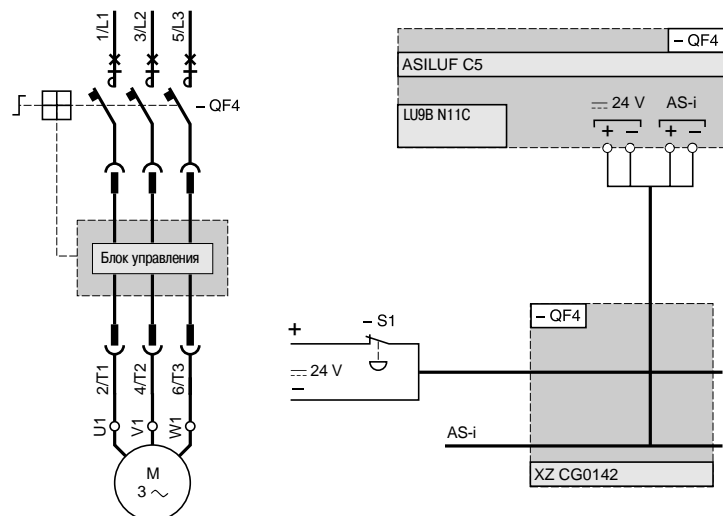 1/L1
3/L2
5/L3
– QF4
Блок управления
2/T1
4/T2
6/T3
U1
V1
W1
M
3 ~
– QF4
ASILUF C5
LU9B N11C
24 V
AS-i
+ – + –
+
– S1
24 V
–
– QF4
AS-i
XZ CG0142